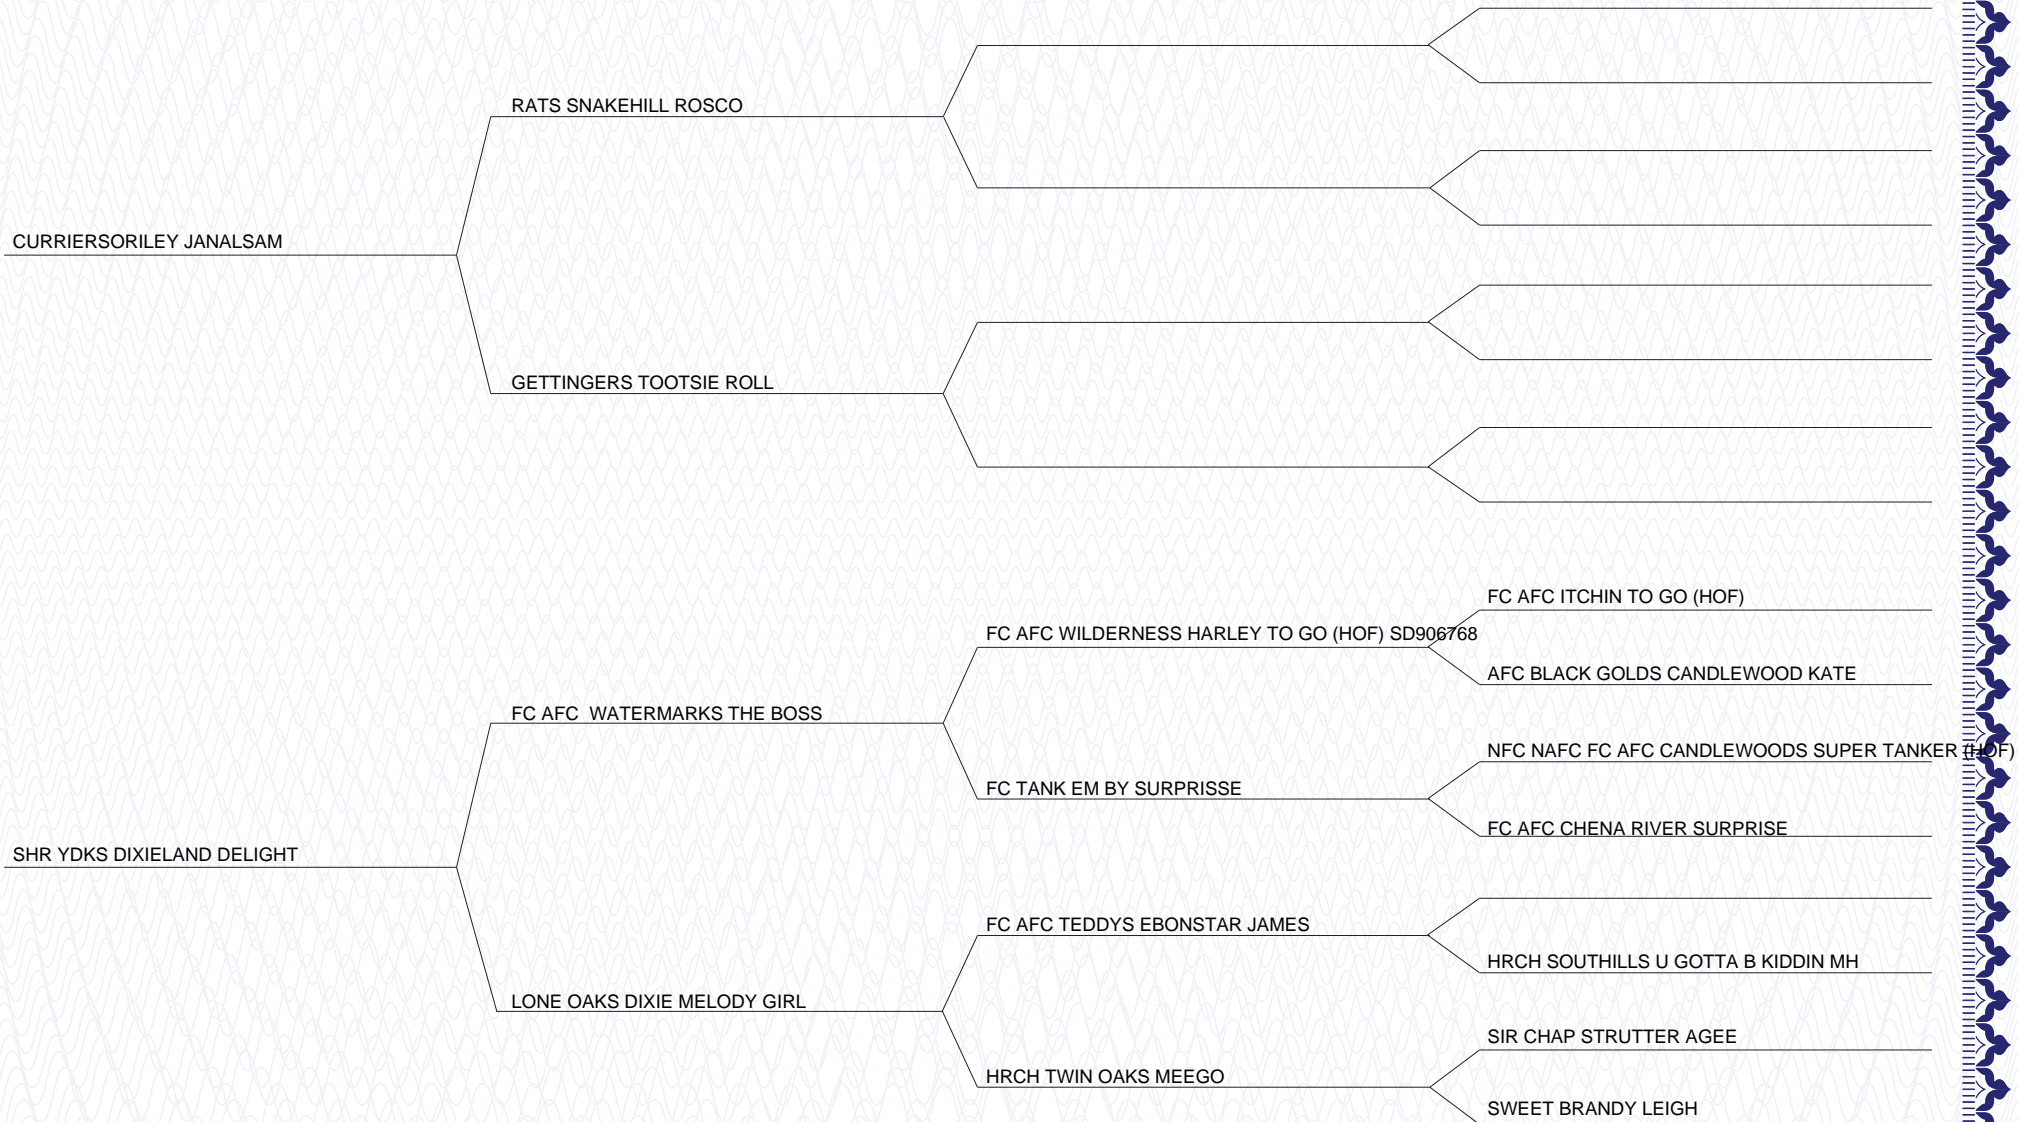 RATS SNAKEHILL ROSCO
CURRIERSORILEY JANALSAM
GETTINGERS TOOTSIE ROLL
FC AFC ITCHIN TO GO (HOF)
FC AFC WILDERNESS HARLEY TO GO (HOF) SD906768
AFC BLACK GOLDS CANDLEWOOD KATE
FC AFC  WATERMARKS THE BOSS
NFC NAFC FC AFC CANDLEWOODS SUPER TANKER (HOF)
FC TANK EM BY SURPRISSE
FC AFC CHENA RIVER SURPRISE
SHR YDKS DIXIELAND DELIGHT
FC AFC TEDDYS EBONSTAR JAMES
HRCH SOUTHILLS U GOTTA B KIDDIN MH
LONE OAKS DIXIE MELODY GIRL
SIR CHAP STRUTTER AGEE
HRCH TWIN OAKS MEEGO
SWEET BRANDY LEIGH